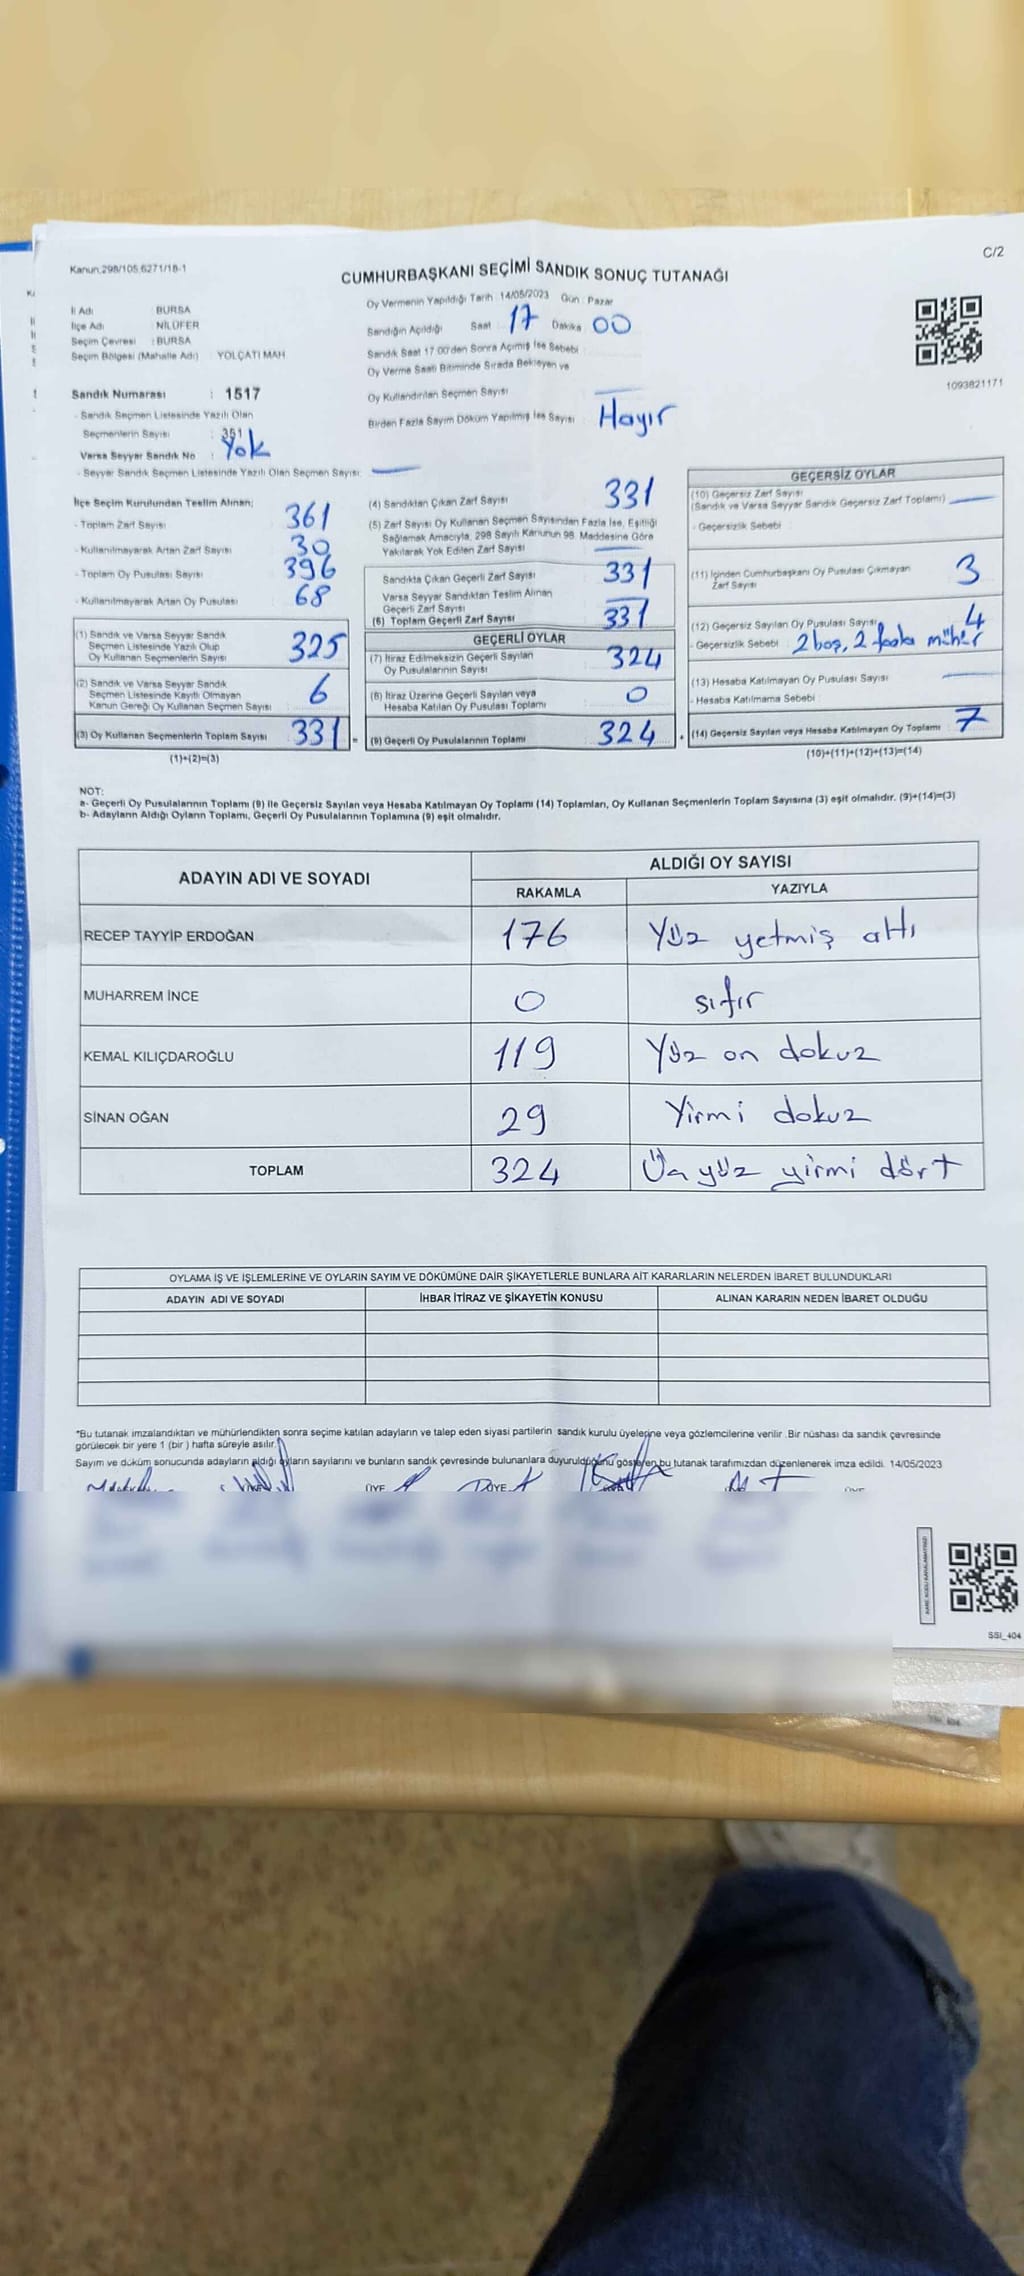 C/2
Kanun;298/105,6271/18-1
CUMHURBAŞKANI SEÇİMİ SANDIK SONUÇ TUTANAĞI
İl Adı BURSA
İlçe Adı NİLÜFER
Seçim Çevresi : BURSA
Seçim Bölgesi (Mahalle Adı) : YOLÇATI MAH
Oy Vermenin Yapıldığı Tarih :14/05/2023 Gün : Pazar
Sandığın Açıldığı Saat 17 Dakika 00
Sandık Saat 17.00'den Sonra Açılmış İse Sebebi :
Oy Verme Saati Bitiminde Sırada Bekleyen ve
Oy Kullandırılan Seçmen Sayısı
Birden Fazla Sayım Döküm Yapılmış İse Sayısı : Hayır
1093821171
Sandık Numarası : 1517
- Sandık Seçmen Listesinde Yazılı Olan
Seçmenlerin Sayısı : 351
Varsa Seyyar Sandık No : Yok
- Seyyar Sandık Seçmen Listesinde Yazılı Olan Seçmen Sayısı: —
İlçe Seçim Kurulundan Teslim Alınan;
- Toplam Zarf Sayısı 361
- Kullanılmayarak Artan Zarf Sayısı 30
- Toplam Oy Pusulası Sayısı 396
- Kullanılmayarak Artan Oy Pusulası 68
(1) Sandık ve Varsa Seyyar Sandık
Seçmen Listesinde Yazılı Olup
Oy Kullanan Seçmenlerin Sayısı 325
(2) Sandık ve Varsa Seyyar Sandık
Seçmen Listesinde Kayıtlı Olmayan
Kanun Gereği Oy Kullanan Seçmen Sayısı 6
(3) Oy Kullanan Seçmenlerin Toplam Sayısı 331 =
(1)+(2)=(3)
(4) Sandıktan Çıkan Zarf Sayısı 331
(5) Zarf Sayısı Oy Kullanan Seçmen Sayısından Fazla İse, Eşitliği
Sağlamak Amacıyla, 298 Sayılı Kanunun 98. Maddesine Göre
Yakılarak Yok Edilen Zarf Sayısı —
Sandıkta Çıkan Geçerli Zarf Sayısı 331
Varsa Seyyar Sandıktan Teslim Alınan
Geçerli Zarf Sayısı —
(6) Toplam Geçerli Zarf Sayısı 331
GEÇERLİ OYLAR
(7) İtiraz Edilmeksizin Geçerli Sayılan
Oy Pusulalarının Sayısı 324
(8) İtiraz Üzerine Geçerli Sayılan veya
Hesaba Katılan Oy Pusulası Toplamı 0
(9) Geçerli Oy Pusulalarının Toplamı 324 +
GEÇERSİZ OYLAR
(10) Geçersiz Zarf Sayısı
(Sandık ve Varsa Seyyar Sandık Geçersiz Zarf Toplamı) —
- Geçersizlik Sebebi
(11) İçinden Cumhurbaşkanı Oy Pusulası Çıkmayan
Zarf Sayısı 3
(12) Geçersiz Sayılan Oy Pusulası Sayısı 4
- Geçersizlik Sebebi : 2 boş, 2 fazla mühür
(13) Hesaba Katılmayan Oy Pusulası Sayısı —
- Hesaba Katılmama Sebebi :
(14) Geçersiz Sayılan veya Hesaba Katılmayan Oy Toplamı 7
(10)+(11)+(12)+(13)=(14)
NOT:
a- Geçerli Oy Pusulalarının Toplamı (9) ile Geçersiz Sayılan veya Hesaba Katılmayan Oy Toplamı (14) Toplamları, Oy Kullanan Seçmenlerin Toplam Sayısına (3) eşit olmalıdır. (9)+(14)=(3)
b- Adayların Aldığı Oyların Toplamı, Geçerli Oy Pusulalarının Toplamına (9) eşit olmalıdır.
ADAYIN ADI VE SOYADI ALDIĞI OY SAYISI
RAKAMLA YAZIYLA
RECEP TAYYİP ERDOĞAN 176 Yüz yetmiş altı
MUHARREM İNCE 0 sıfır
KEMAL KILIÇDAROĞLU 119 Yüz on dokuz
SİNAN OĞAN 29 Yirmi dokuz
TOPLAM 324 Üç yüz yirmi dört
OYLAMA İŞ VE İŞLEMLERİNE VE OYLARIN SAYIM VE DÖKÜMÜNE DAİR ŞİKAYETLERLE BUNLARA AİT KARARLARIN NELERDEN İBARET BULUNDUKLARI
ADAYIN ADI VE SOYADI İHBAR İTİRAZ VE ŞİKAYETİN KONUSU ALINAN KARARIN NEDEN İBARET OLDUĞU
*Bu tutanak imzalandıktan ve mühürlendikten sonra seçime katılan adayların ve talep eden siyasi partilerin sandık kurulu üyelerine veya gözlemcilerine verilir .Bir nüshası da sandık çevresinde
görülecek bir yere 1 (bir ) hafta süreyle asılır.
Sayım ve döküm sonucunda adayların aldığı oyların sayılarını ve bunların sandık çevresinde bulunanlara duyurulduğunu gösteren bu tutanak tarafımızdan düzenlenerek imza edildi. 14/05/2023
ÜYE ÜYE
SSI_404